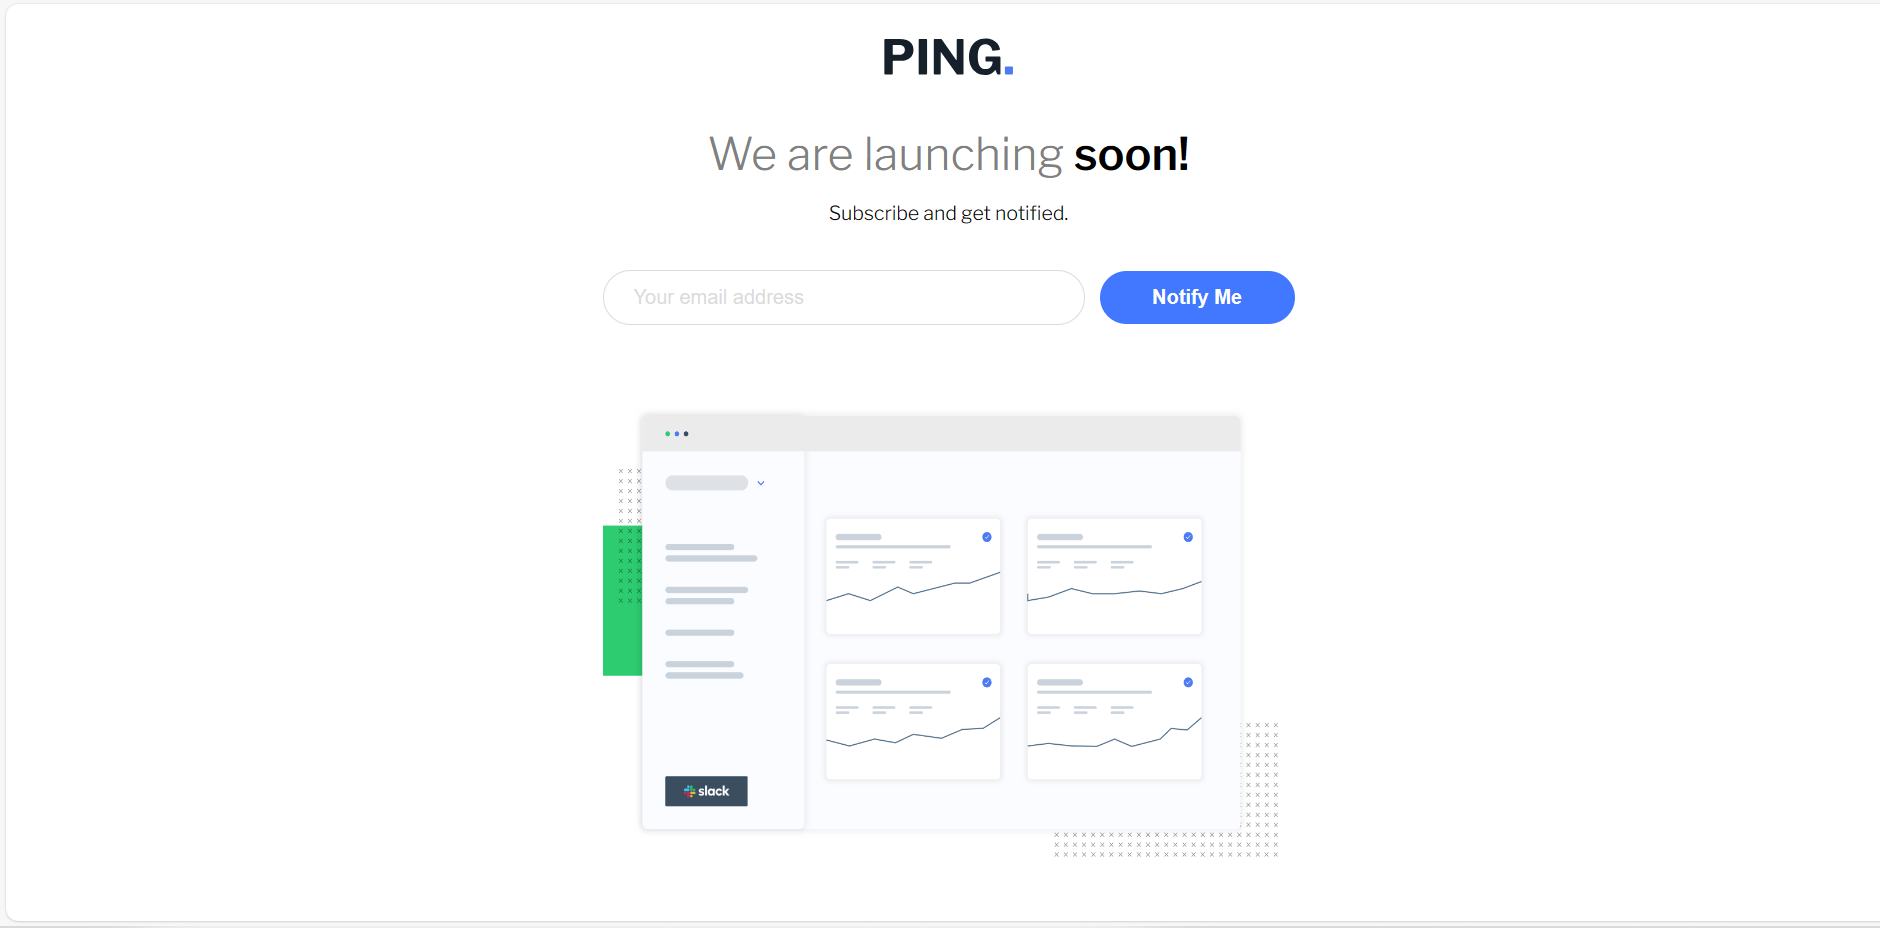 PING.
We are launching soon!
Subscribe and get notified.
Your email address
Notify Me
slack